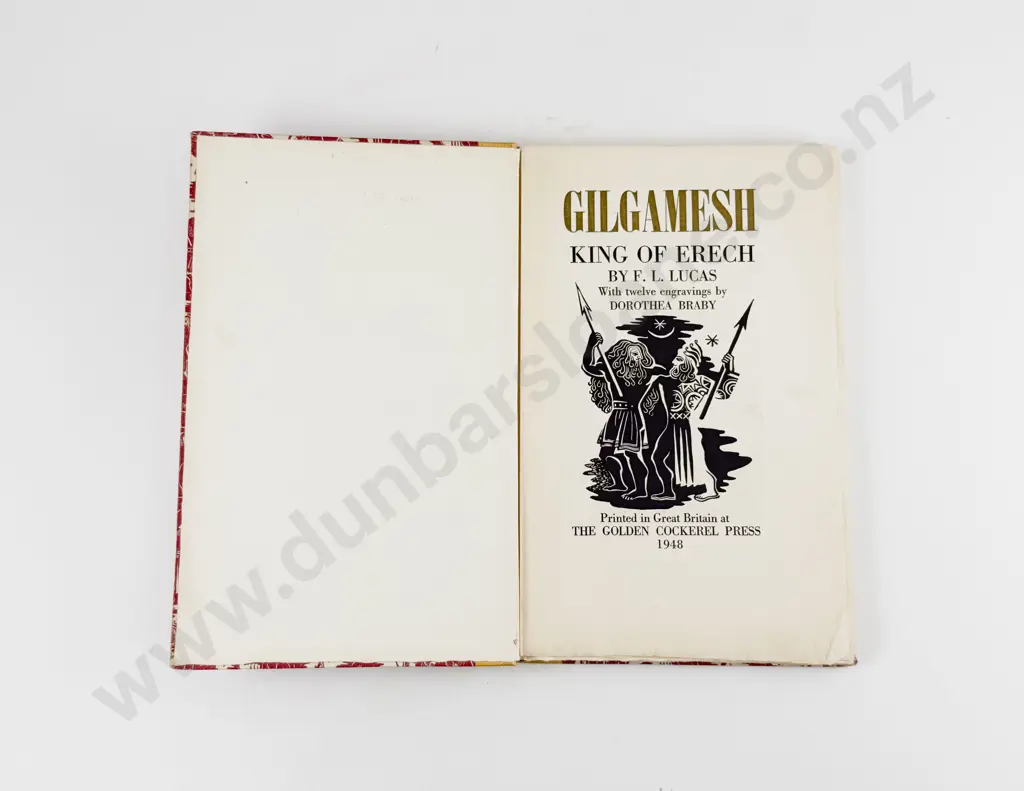 GILGAMESH
KING OF ERECH
BY F. L. LUCAS
With twelve engravings by
DOROTHEA BRABY
Printed in Great Britain at
THE GOLDEN COCKEREL PRESS
1948
www.dunbarsloane.co.nz